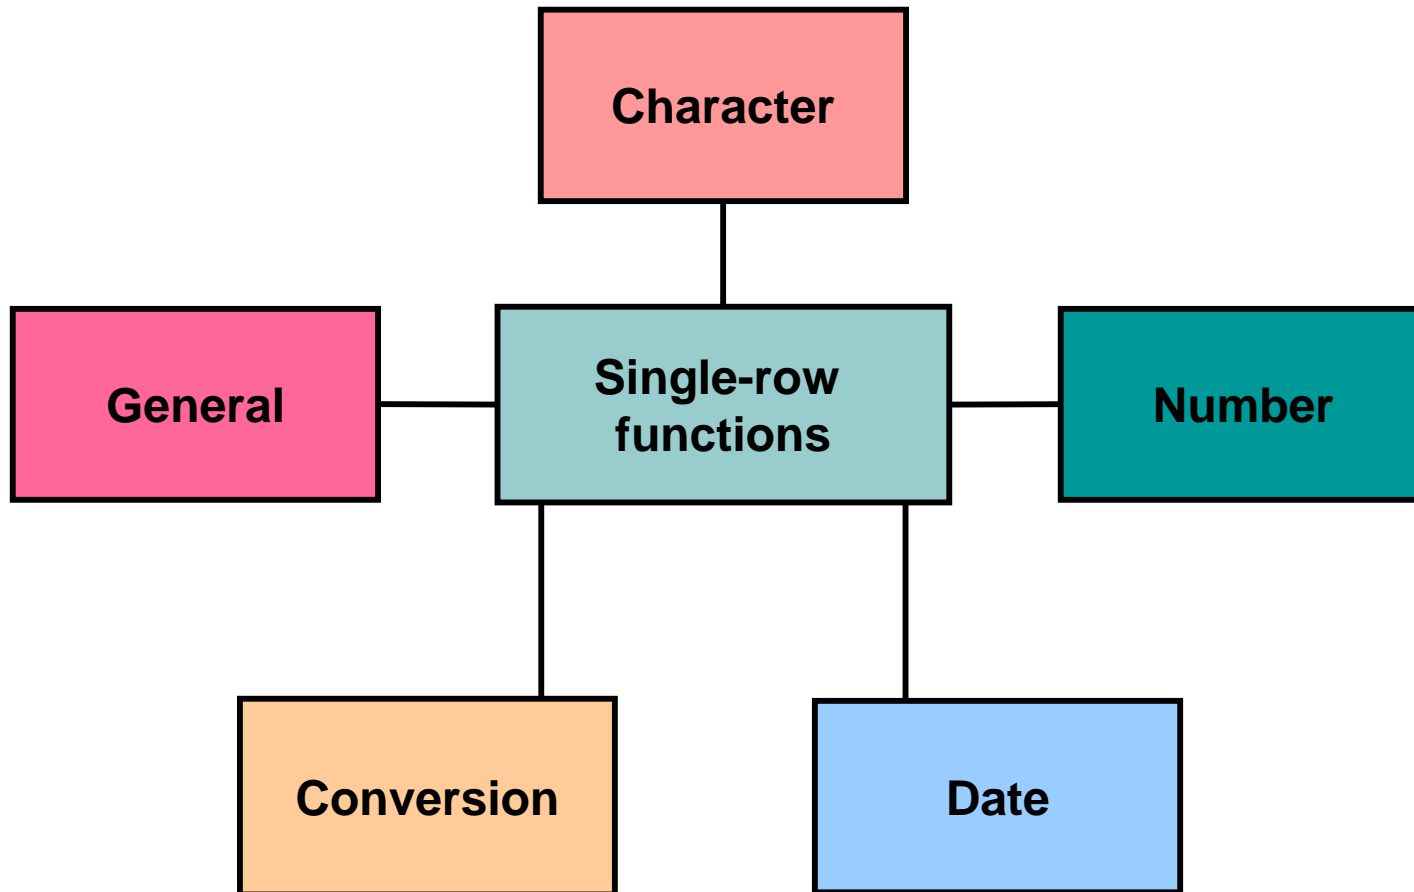 Character
General
Single-row
functions
Number
Conversion
Date